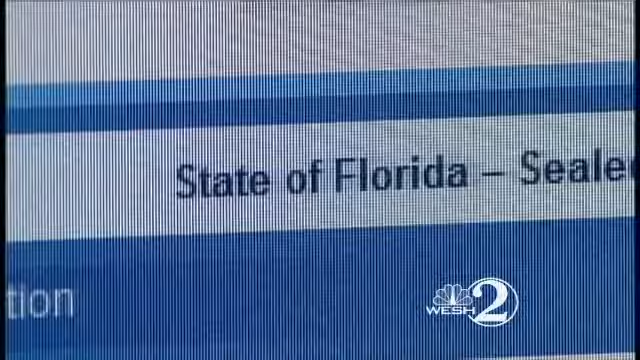 State of Florida – Seale
tion
WESH 2